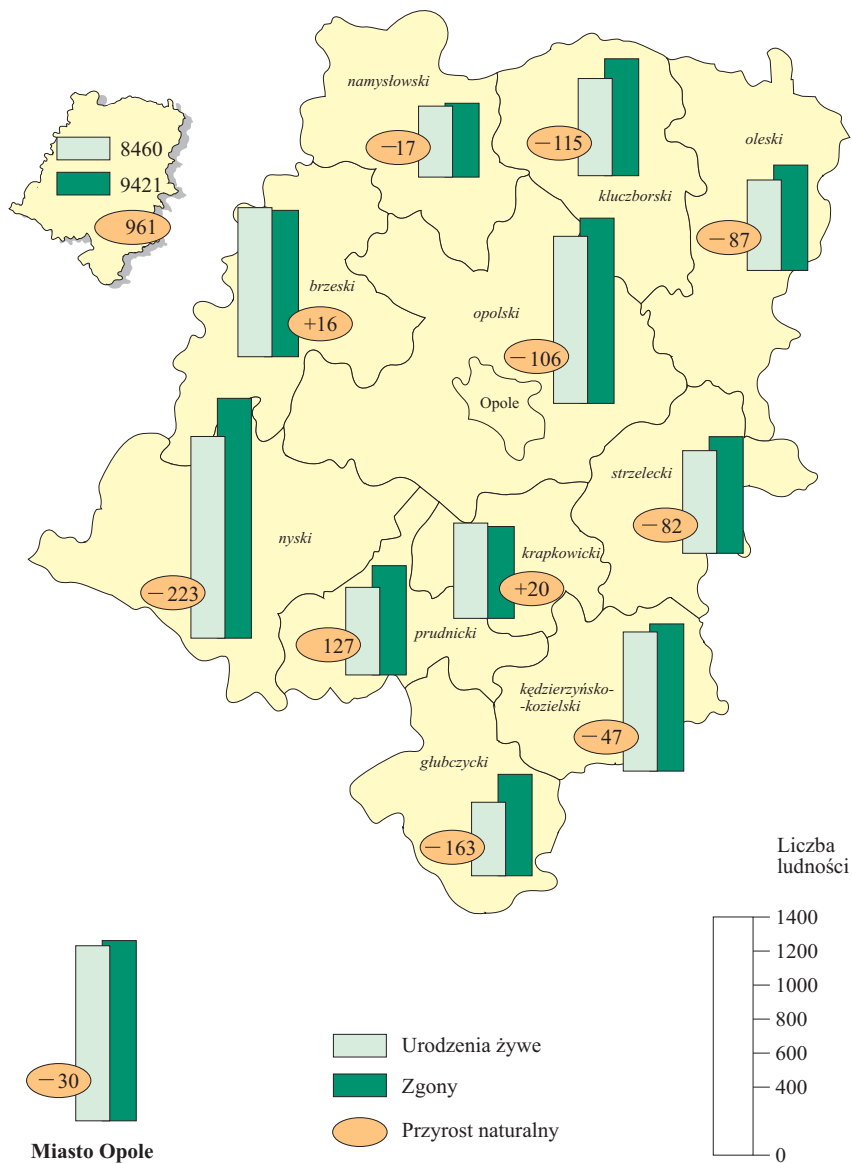 namysłowski
−17
−115
kluczborski
oleski
−87
8460
9421
961
brzeski
+16
opolski
−106
Opole
strzelecki
−82
nyski
−223
krapkowicki
+20
127
prudnicki
kędzierzyńsko-
-kozielski
−47
głubczycki
−163
Liczba
ludności
1400
1200
1000
800
600
400
0
−30
Miasto Opole
Urodzenia żywe
Zgony
Przyrost naturalny